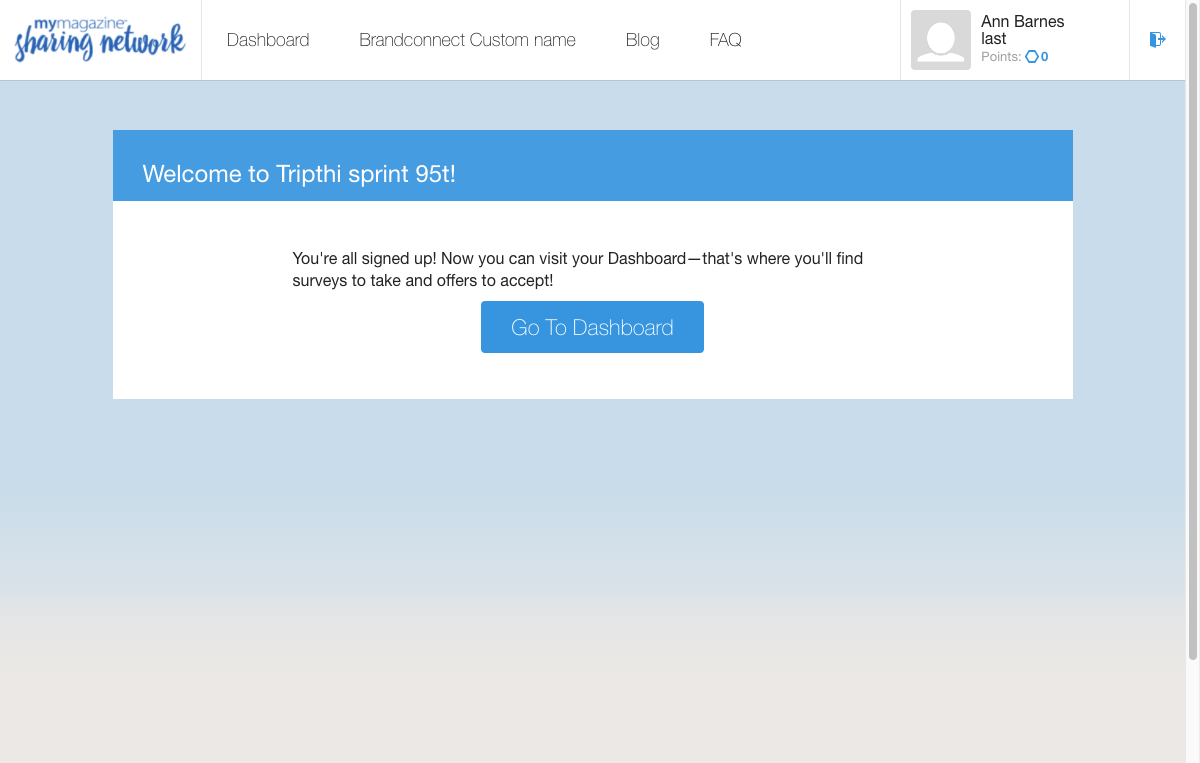 mymagazine
sharing network
Dashboard
Brandconnect Custom name
Blog
FAQ
Ann Barnes
last
Points: 0
Welcome to Tripthi sprint 95t!
You're all signed up! Now you can visit your Dashboard—that's where you'll find
surveys to take and offers to accept!
Go To Dashboard